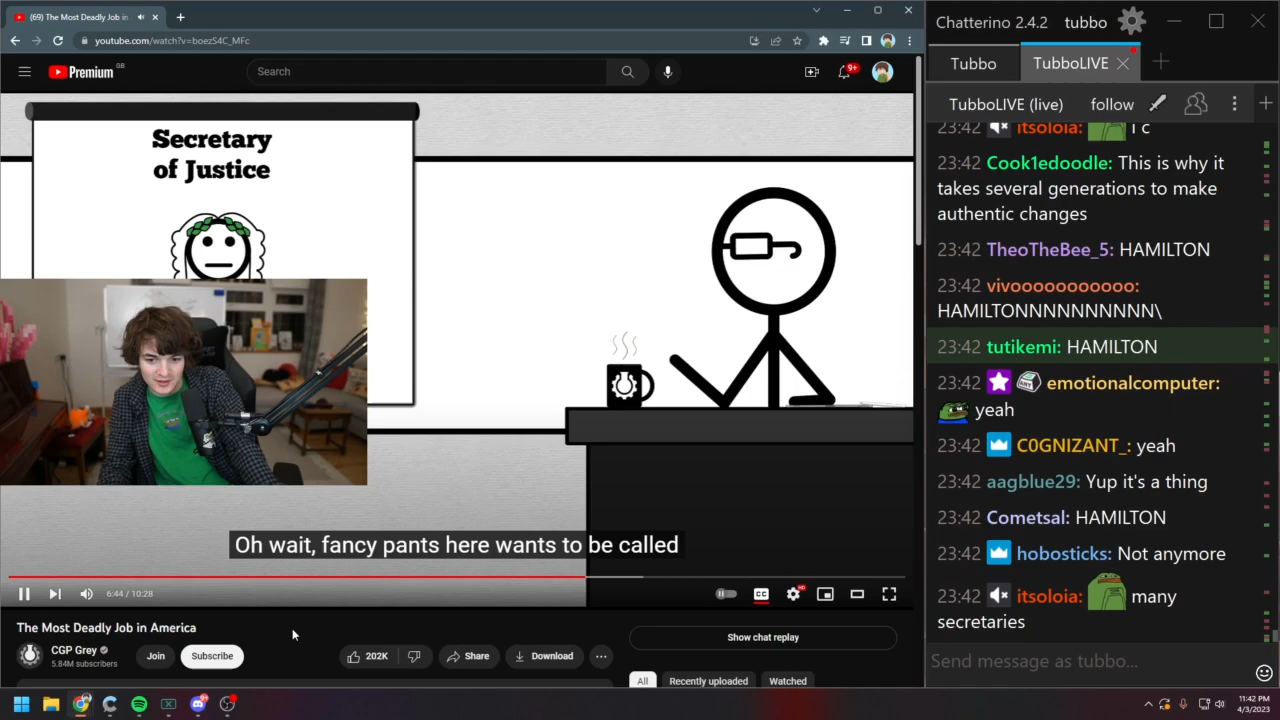 (69) The Most Deadly Job in
youtube.com/watch?v=boezS4C_MFc
Premium GB
Search
9+
Secretary
of Justice
Oh wait, fancy pants here wants to be called
6:44 / 10:28
CC
HD
The Most Deadly Job in America
CGP Grey
5.84M subscribers
Join
Subscribe
202K
Share
Download
Show chat replay
All
Recently uploaded
Watched
Chatterino 2.4.2
tubbo
Tubbo
TubboLIVE
TubboLIVE (live)
follow
23:42 itsoloia: I c
23:42 Cook1edoodle: This is why it
takes several generations to make
authentic changes
23:42 TheoTheBee_5: HAMILTON
23:42 vivooooooooooo:
HAMILTONNNNNNNNNN\
23:42 tutikemi: HAMILTON
23:42 emotionalcomputer:
yeah
23:42 C0GNIZANT_: yeah
23:42 aagblue29: Yup it's a thing
23:42 Cometsal: HAMILTON
23:42 hobosticks: Not anymore
23:42 itsoloia: many
secretaries
Send message as tubbo...
11:42 PM
4/3/2023